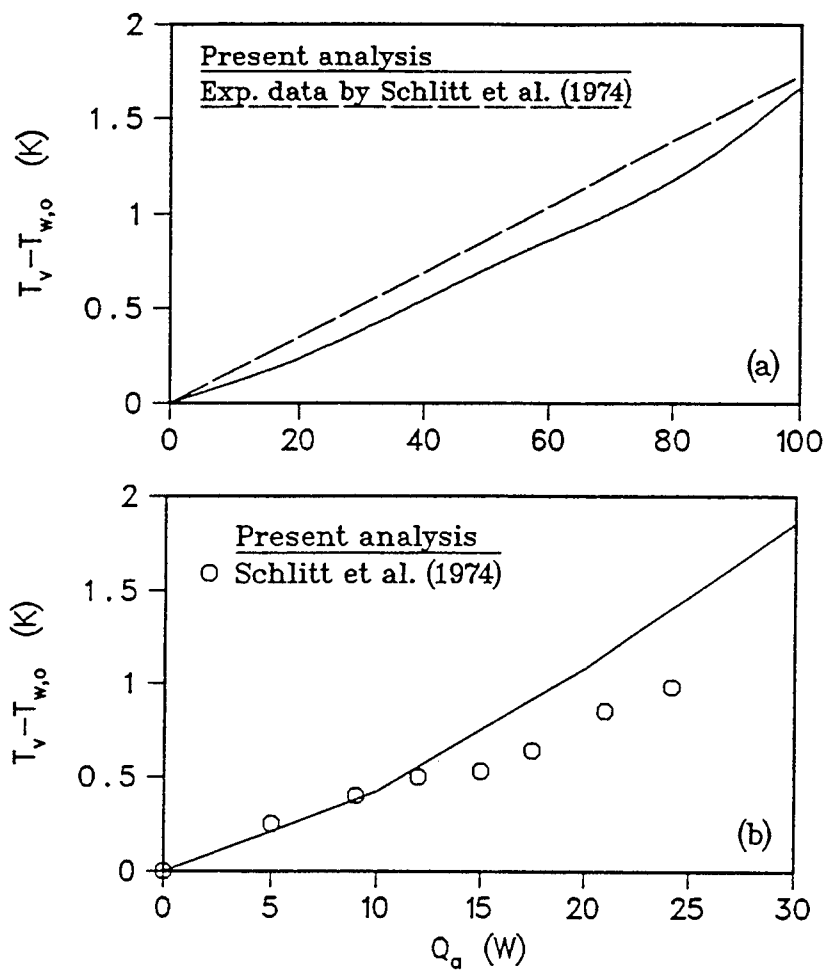 2
Present analysis
Exp. data by Schlitt et al. (1974)
1.5
1
0.5
0
T_v−T_w,o (K)
(a)
0 20 40 60 80 100
2
Present analysis
Schlitt et al. (1974)
1.5
1
0.5
0
T_v−T_w,o (K)
(b)
0 5 10 15 20 25 30
Q_a (W)